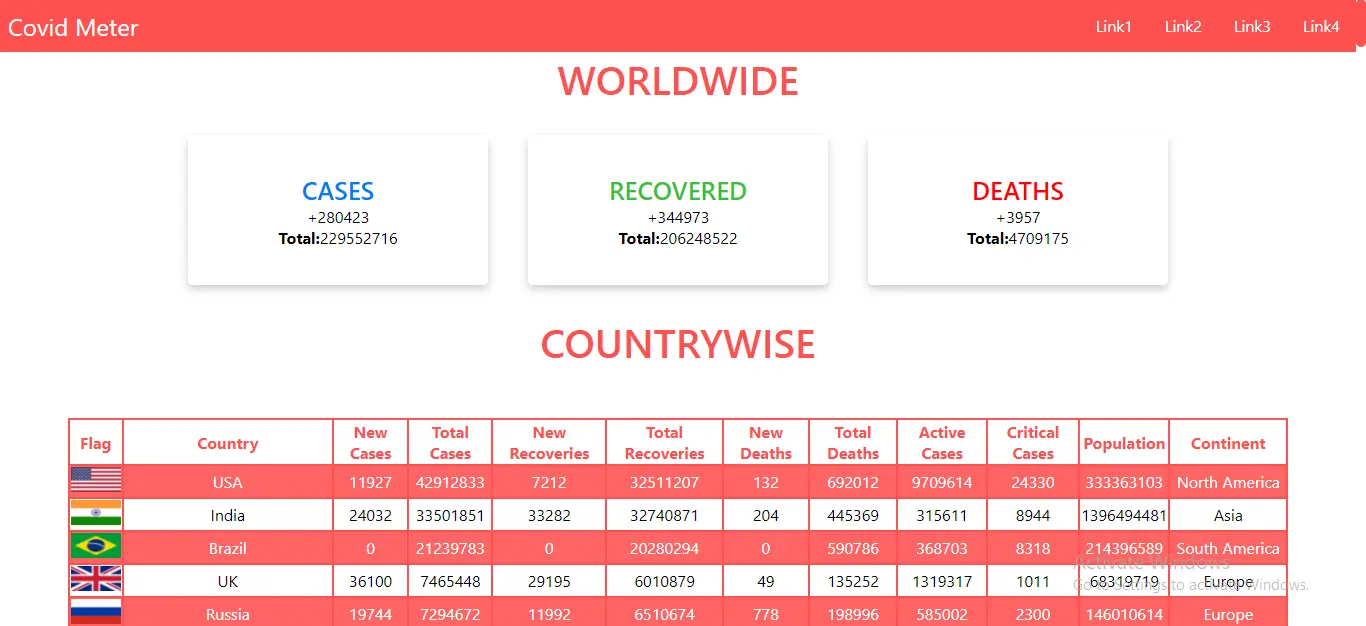 Covid Meter Link1 Link2 Link3 Link4
WORLDWIDE
CASES RECOVERED DEATHS
+280423 +344973 +3957
Total:229552716 Total:206248522 Total:4709175
COUNTRYWISE
Flag Country New Cases Total Cases New Recoveries Total Recoveries New Deaths Total Deaths Active Cases Critical Cases Population Continent
USA 11927 42912833 7212 32511207 132 692012 9709614 24330 333363103 North America
India 24032 33501851 33282 32740871 204 445369 315611 8944 1396494481 Asia
Brazil 0 21239783 0 20280294 0 590786 368703 8318 214396589 South America
Activate Windows
UK 36100 7465448 29195 6010879 49 135252 1319317 1011 68319719 Europe
Go to Settings to activate Windows.
Russia 19744 7294672 11992 6510674 778 198996 585002 2300 146010614 Europe